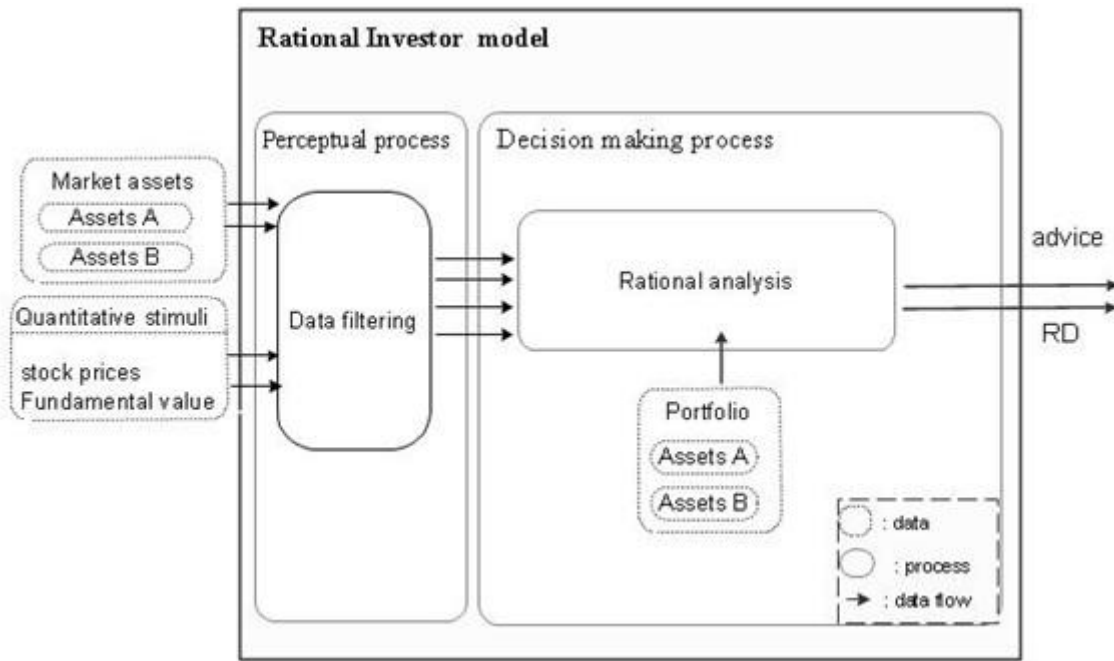 Rational Investor model
Perceptual process
Decision making process
Market assets
Assets A
Assets B
Quantitative stimuli
stock prices
Fundamental value
Data filtering
Rational analysis
Portfolio
Assets A
Assets B
advice
RD
: data
: process
: data flow